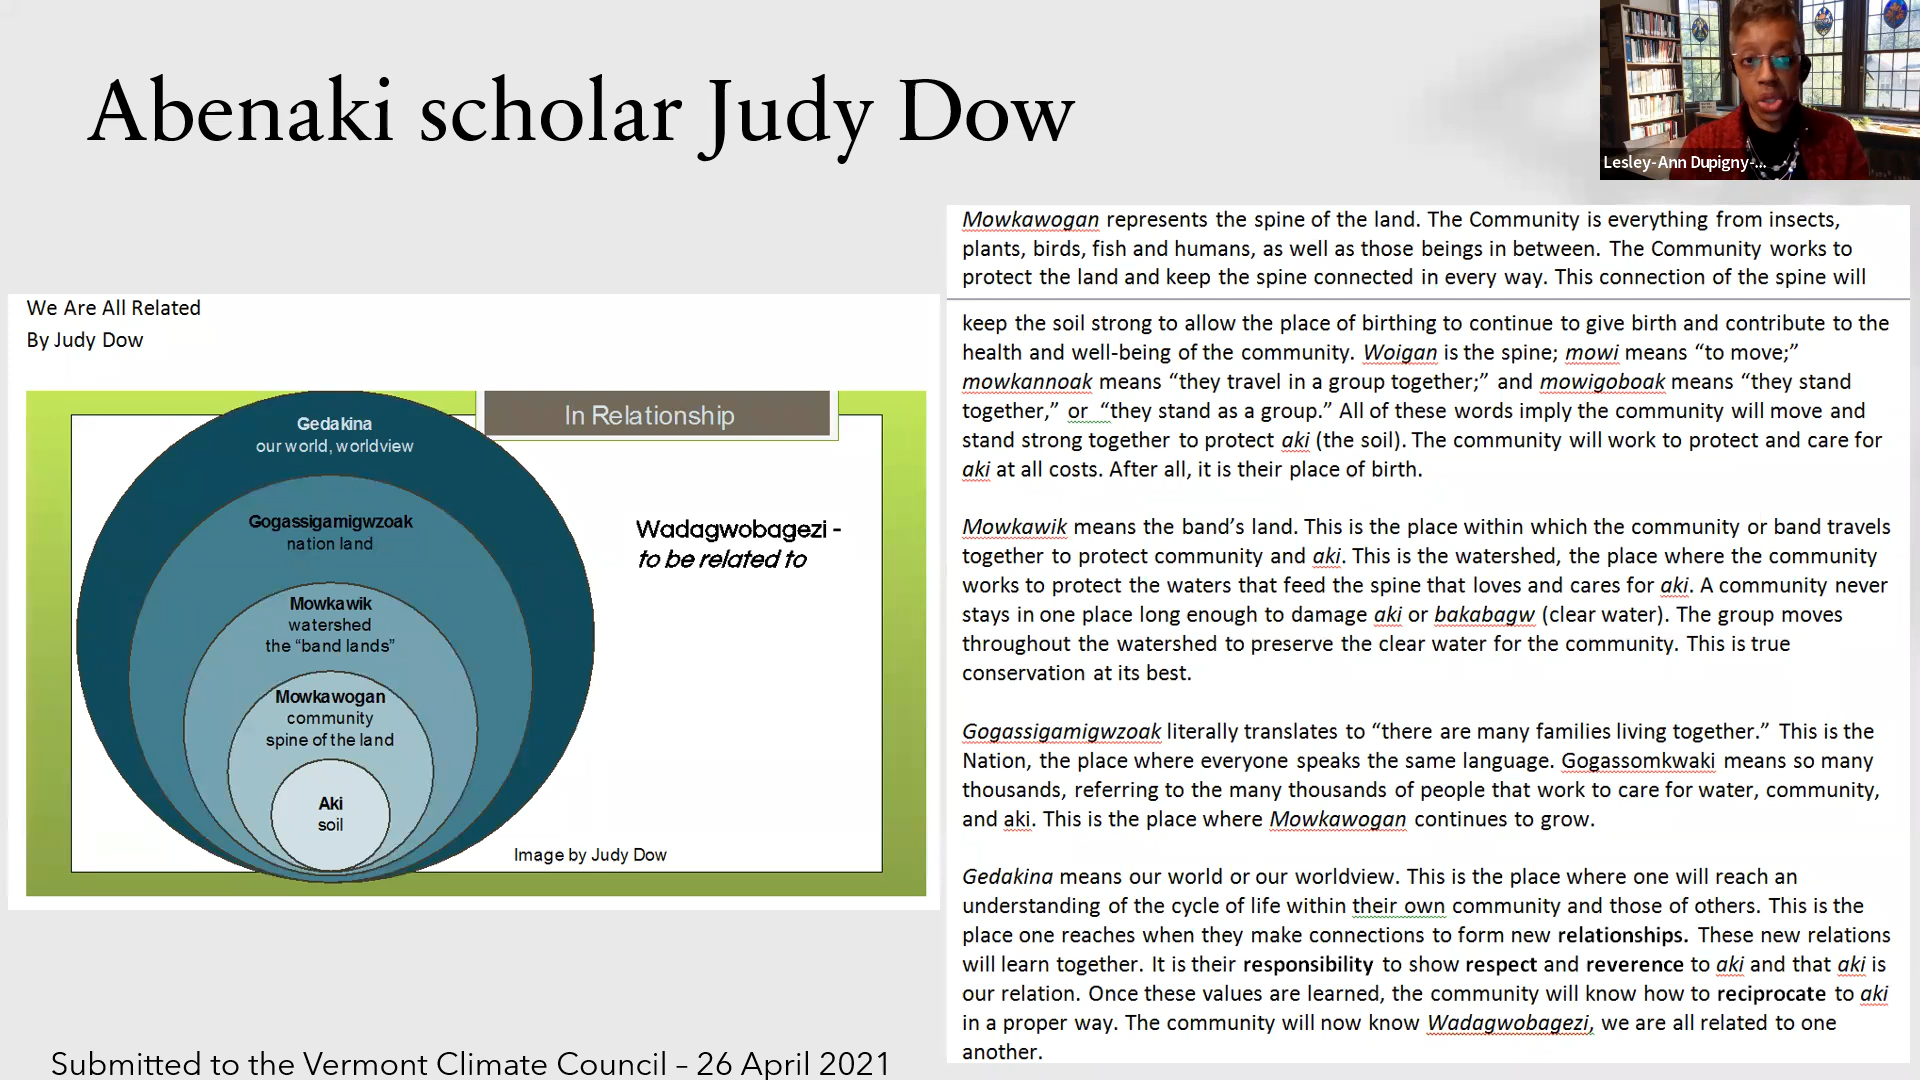 Abenaki scholar Judy Dow
Lesley-Ann Dupigny-...
We Are All Related
By Judy Dow
In Relationship
Gedakina
our world, worldview
Gogassigamigwzoak
nation land
Mowkawik
watershed
the “band lands”
Mowkawogan
community
spine of the land
Aki
soil
Wadagwobagezi -
to be related to
Image by Judy Dow
Submitted to the Vermont Climate Council – 26 April 2021
Mowkawogan represents the spine of the land. The Community is everything from insects,
plants, birds, fish and humans, as well as those beings in between. The Community works to
protect the land and keep the spine connected in every way. This connection of the spine will
keep the soil strong to allow the place of birthing to continue to give birth and contribute to the
health and well-being of the community. Woigan is the spine; mowi means “to move;”
mowkannoak means “they travel in a group together;” and mowigoboak means “they stand
together,” or “they stand as a group.” All of these words imply the community will move and
stand strong together to protect aki (the soil). The community will work to protect and care for
aki at all costs. After all, it is their place of birth.
Mowkawik means the band’s land. This is the place within which the community or band travels
together to protect community and aki. This is the watershed, the place where the community
works to protect the waters that feed the spine that loves and cares for aki. A community never
stays in one place long enough to damage aki or bakabagw (clear water). The group moves
throughout the watershed to preserve the clear water for the community. This is true
conservation at its best.
Gogassigamigwzoak literally translates to “there are many families living together.” This is the
Nation, the place where everyone speaks the same language. Gogassomkwaki means so many
thousands, referring to the many thousands of people that work to care for water, community,
and aki. This is the place where Mowkawogan continues to grow.
Gedakina means our world or our worldview. This is the place where one will reach an
understanding of the cycle of life within their own community and those of others. This is the
place one reaches when they make connections to form new relationships. These new relations
will learn together. It is their responsibility to show respect and reverence to aki and that aki is
our relation. Once these values are learned, the community will know how to reciprocate to aki
in a proper way. The community will now know Wadagwobagezi, we are all related to one
another.